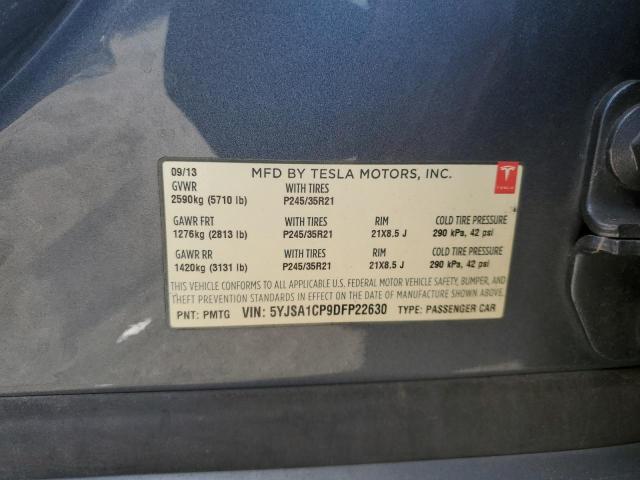 09/13 MFD BY TESLA MOTORS, INC.
GVWR WITH TIRES
2590kg (5710 lb) P245/35R21
GAWR FRT WITH TIRES RIM COLD TIRE PRESSURE
1276kg (2813 lb) P245/35R21 21X8.5 J 290 kPa, 42 psi
GAWR RR WITH TIRES RIM COLD TIRE PRESSURE
1420kg (3131 lb) P245/35R21 21X8.5 J 290 kPa, 42 psi
THIS VEHICLE CONFORMS TO ALL APPLICABLE U.S. FEDERAL MOTOR VEHICLE SAFETY, BUMPER, AND
THEFT PREVENTION STANDARDS IN EFFECT ON THE DATE OF MANUFACTURE SHOWN ABOVE.
PNT: PMTG VIN: 5YJSA1CP9DFP22630 TYPE: PASSENGER CAR
TESLA